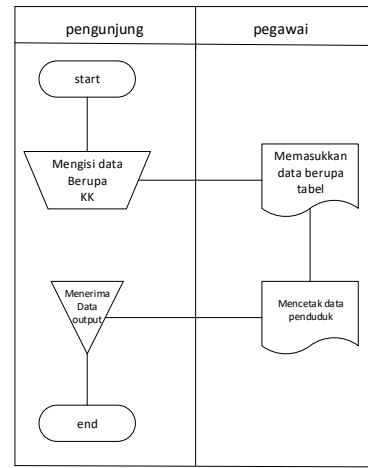 pengunjung
pegawai
start
Mengisi data
Berupa
KK
Memasukkan
data berupa
tabel
Menerima
Data
output
Mencetak data
penduduk
end